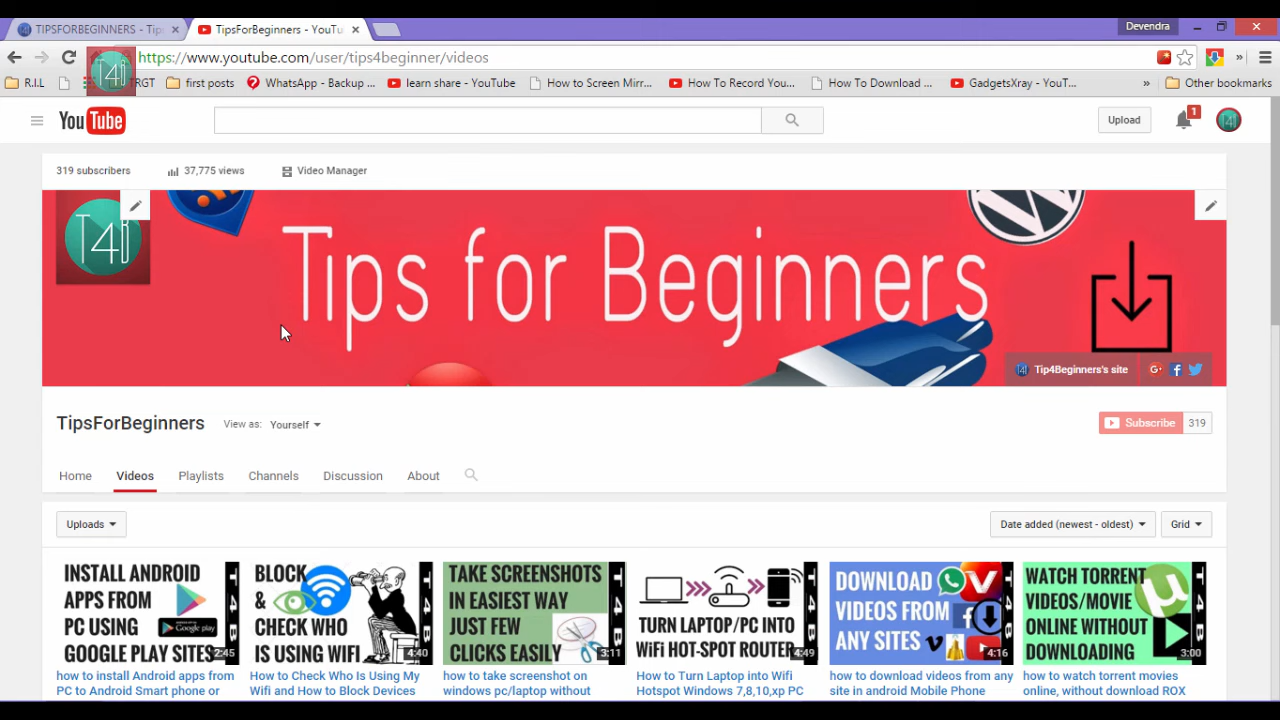 Devendra
TIPSFORBEGINNERS - Tip
TipsForBeginners - YouTu
https://www.youtube.com/user/tips4beginner/videos
R.I.L
TRGT
first posts
WhatsApp - Backup ...
learn share - YouTube
How to Screen Mirr...
How To Record You...
How To Download ...
GadgetsXray - YouT...
Other bookmarks
YouTube
Upload
1
319 subscribers
37,775 views
Video Manager
T4B
Tips for Beginners
Tip4Beginners's site
TipsForBeginners
View as:
Yourself
Subscribe
319
Home
Videos
Playlists
Channels
Discussion
About
Uploads
Date added (newest - oldest)
Grid
INSTALL ANDROID
APPS FROM
PC USING
GOOGLE PLAY SITES
Google play
T4B
2:45
BLOCK
&
CHECK WHO
IS USING WIFI
T4B
4:40
TAKE SCREENSHOTS
IN EASIEST WAY
JUST FEW
CLICKS EASILY
T4B
3:11
TURN LAPTOP/PC INTO
WiFi HOT-SPOT ROUTER
T4B
4:49
DOWNLOAD
VIDEOS FROM
ANY SITES
T4B
4:16
WATCH TORRENT
VIDEOS/MOVIE
ONLINE WITHOUT
DOWNLOADING
T4B
3:00
how to install Android apps from
PC to Android Smart phone or
How to Check Who Is Using My
Wifi and How to Block Devices
how to take screenshot on
windows pc/laptop without
How to Turn Laptop into Wifi
Hotspot Windows 7,8,10,xp PC
how to download videos from any
site in android Mobile Phone
how to watch torrent movies
online, without download ROX